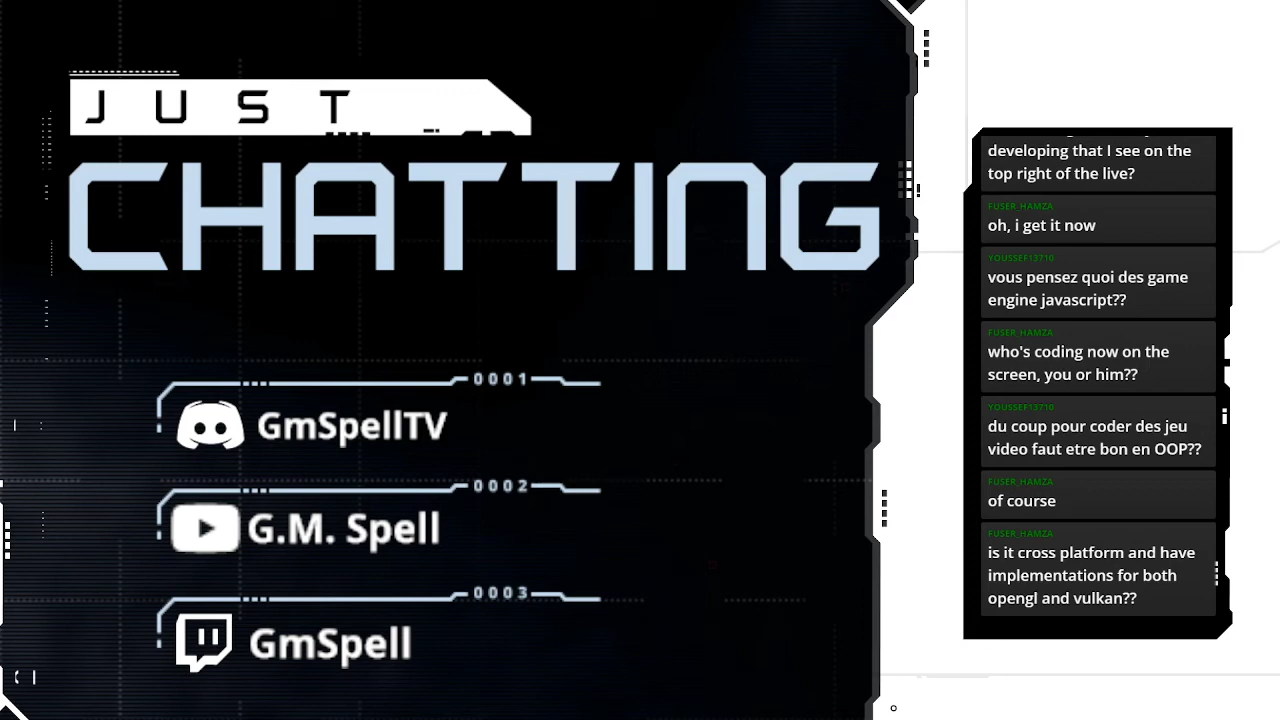 JUST
CHATTING
0001
GmSpellTV
0002
G.M. Spell
0003
GmSpell
developing that I see on the
top right of the live?
FUSER_HAMZA
oh, i get it now
YOUSSEF13710
vous pensez quoi des game
engine javascript??
FUSER_HAMZA
who's coding now on the
screen, you or him??
YOUSSEF13710
du coup pour coder des jeu
video faut etre bon en OOP??
FUSER_HAMZA
of course
FUSER_HAMZA
is it cross platform and have
implementations for both
opengl and vulkan??